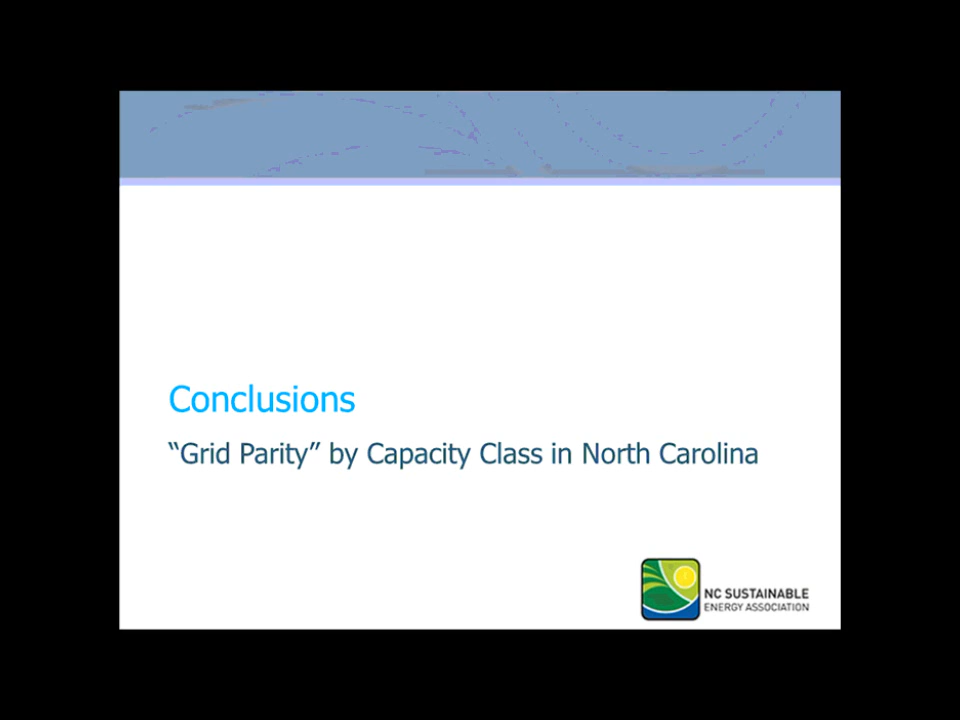 Conclusions
“Grid Parity” by Capacity Class in North Carolina
NC SUSTAINABLE
ENERGY ASSOCIATION